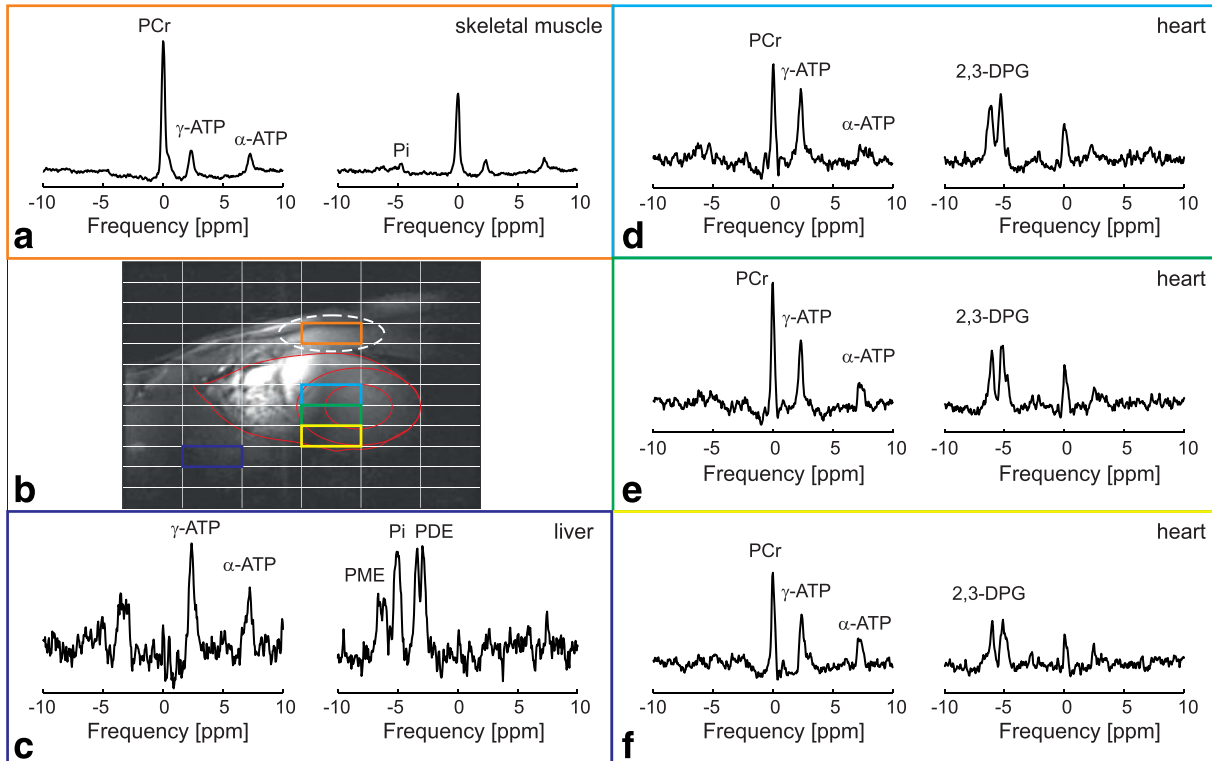 PCr
skeletal muscle
γ-ATP
α-ATP
Pi
-10 -5 0 5 10
-10 -5 0 5 10
Frequency [ppm]
Frequency [ppm]
a
heart
PCr
γ-ATP
2,3-DPG
α-ATP
-10 -5 0 5 10
-10 -5 0 5 10
Frequency [ppm]
Frequency [ppm]
d
b
heart
PCr
γ-ATP
2,3-DPG
α-ATP
-10 -5 0 5 10
-10 -5 0 5 10
Frequency [ppm]
Frequency [ppm]
e
γ-ATP
Pi PDE
liver
α-ATP
PME
-10 -5 0 5 10
-10 -5 0 5 10
Frequency [ppm]
Frequency [ppm]
c
heart
PCr
γ-ATP
2,3-DPG
α-ATP
-10 -5 0 5 10
-10 -5 0 5 10
Frequency [ppm]
Frequency [ppm]
f